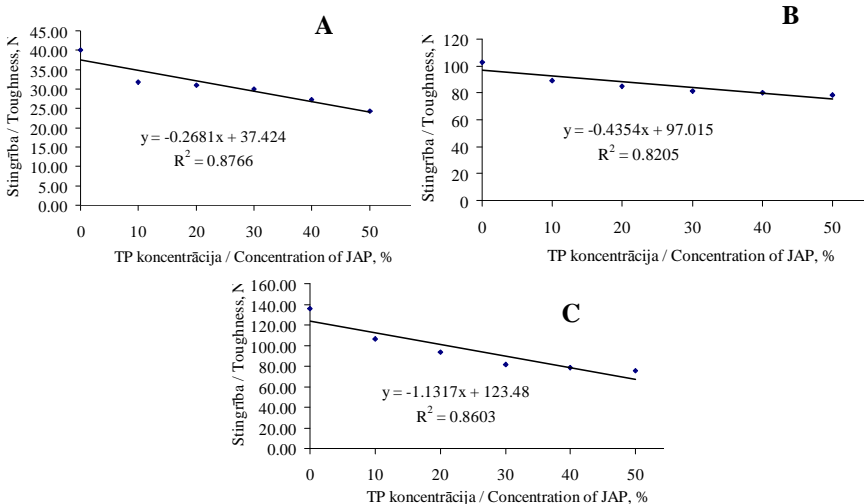 A
Stingrība / Toughness, N
45.00
40.00
35.00
30.00
25.00
20.00
15.00
10.00
5.00
0.00
y = -0.2681x + 37.424
R² = 0.8766
0 10 20 30 40 50
TP koncentrācija / Concentration of JAP, %
B
Stingrība / Toughness, N
120
100
80
60
40
20
0
y = -0.4354x + 97.015
R² = 0.8205
0 10 20 30 40 50
TP koncentrācija / Concentration of JAP, %
C
Stingrība / Toughness, N
160.00
140.00
120.00
100.00
80.00
60.00
40.00
20.00
0.00
y = -1.1317x + 123.48
R² = 0.8603
0 10 20 30 40 50
TP koncentrācija / Concentration of JAP, %